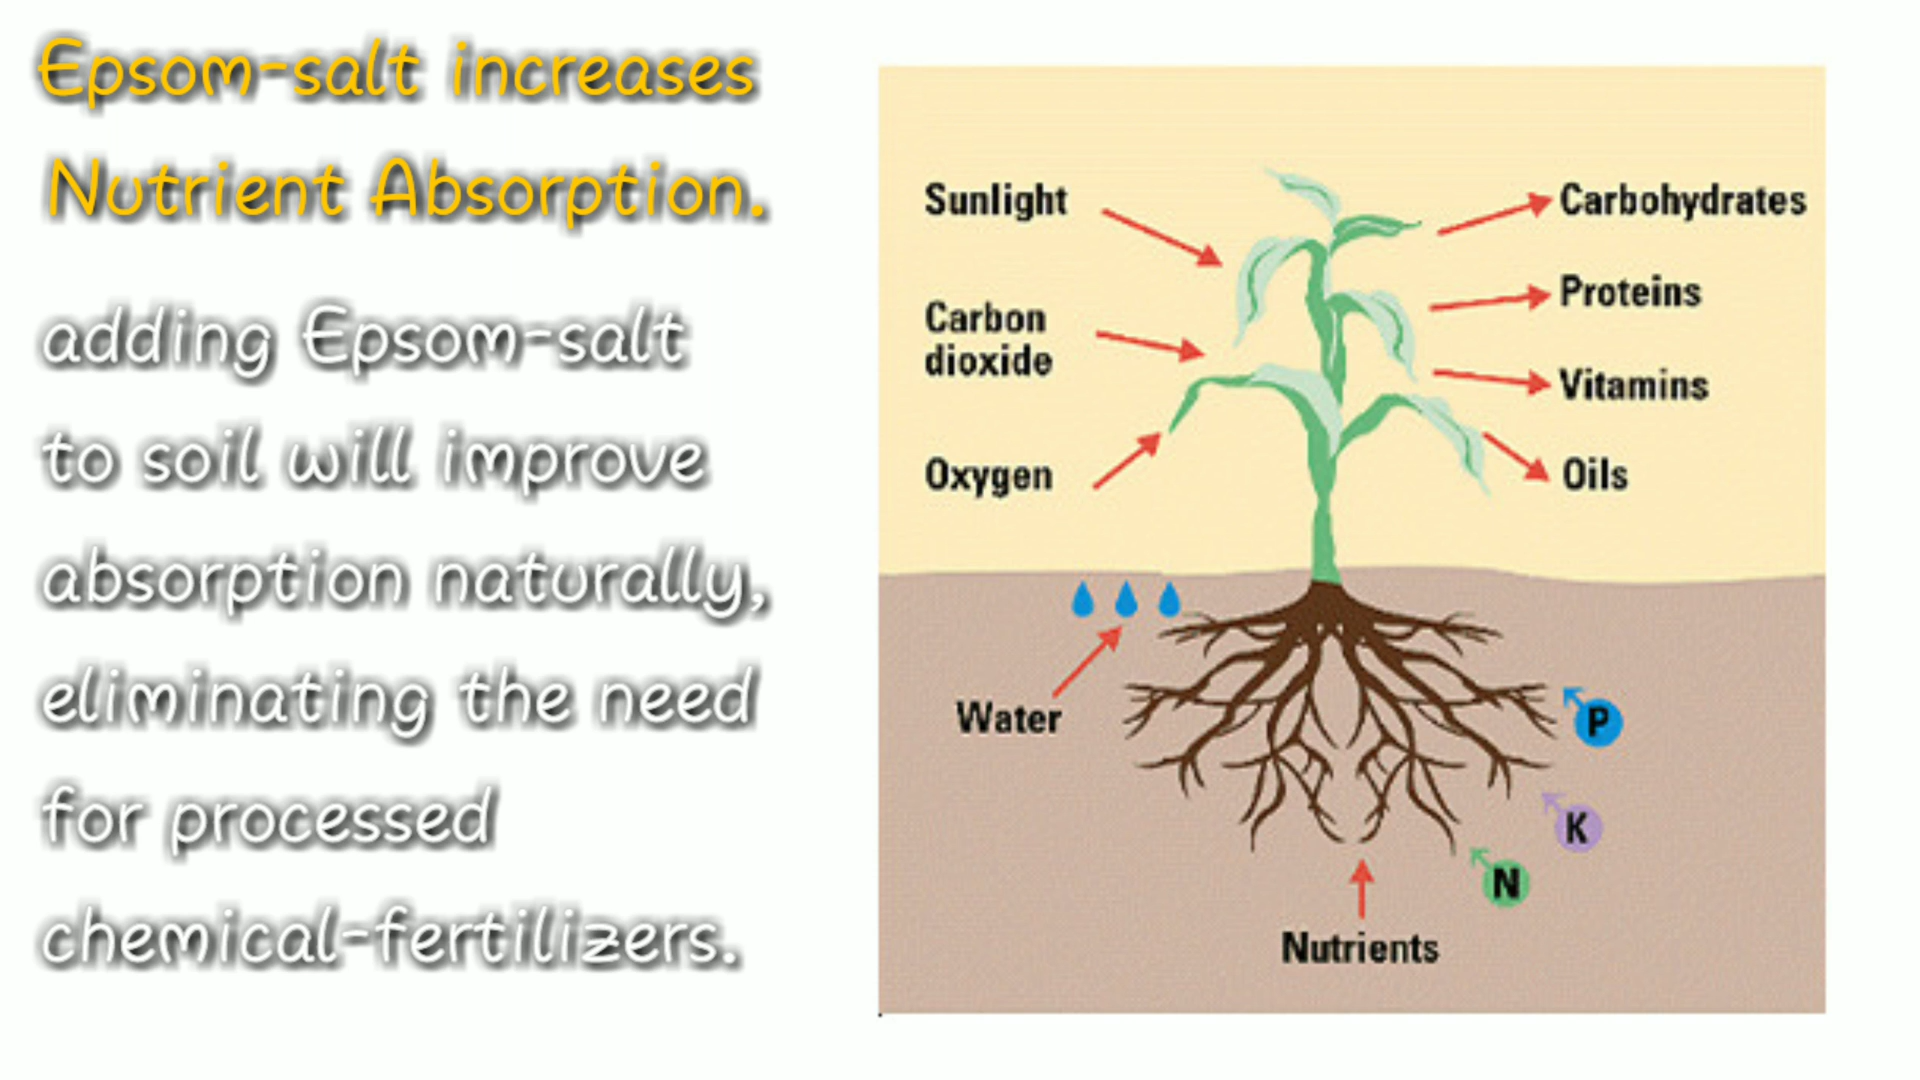 Epsom-salt increases
Nutrient Absorption.
adding Epsom-salt
to soil will improve
absorption naturally,
eliminating the need
for processed
chemical-fertilizers.
Sunlight
Carbon
dioxide
Oxygen
Carbohydrates
Proteins
Vitamins
Oils
Water
P
K
N
Nutrients